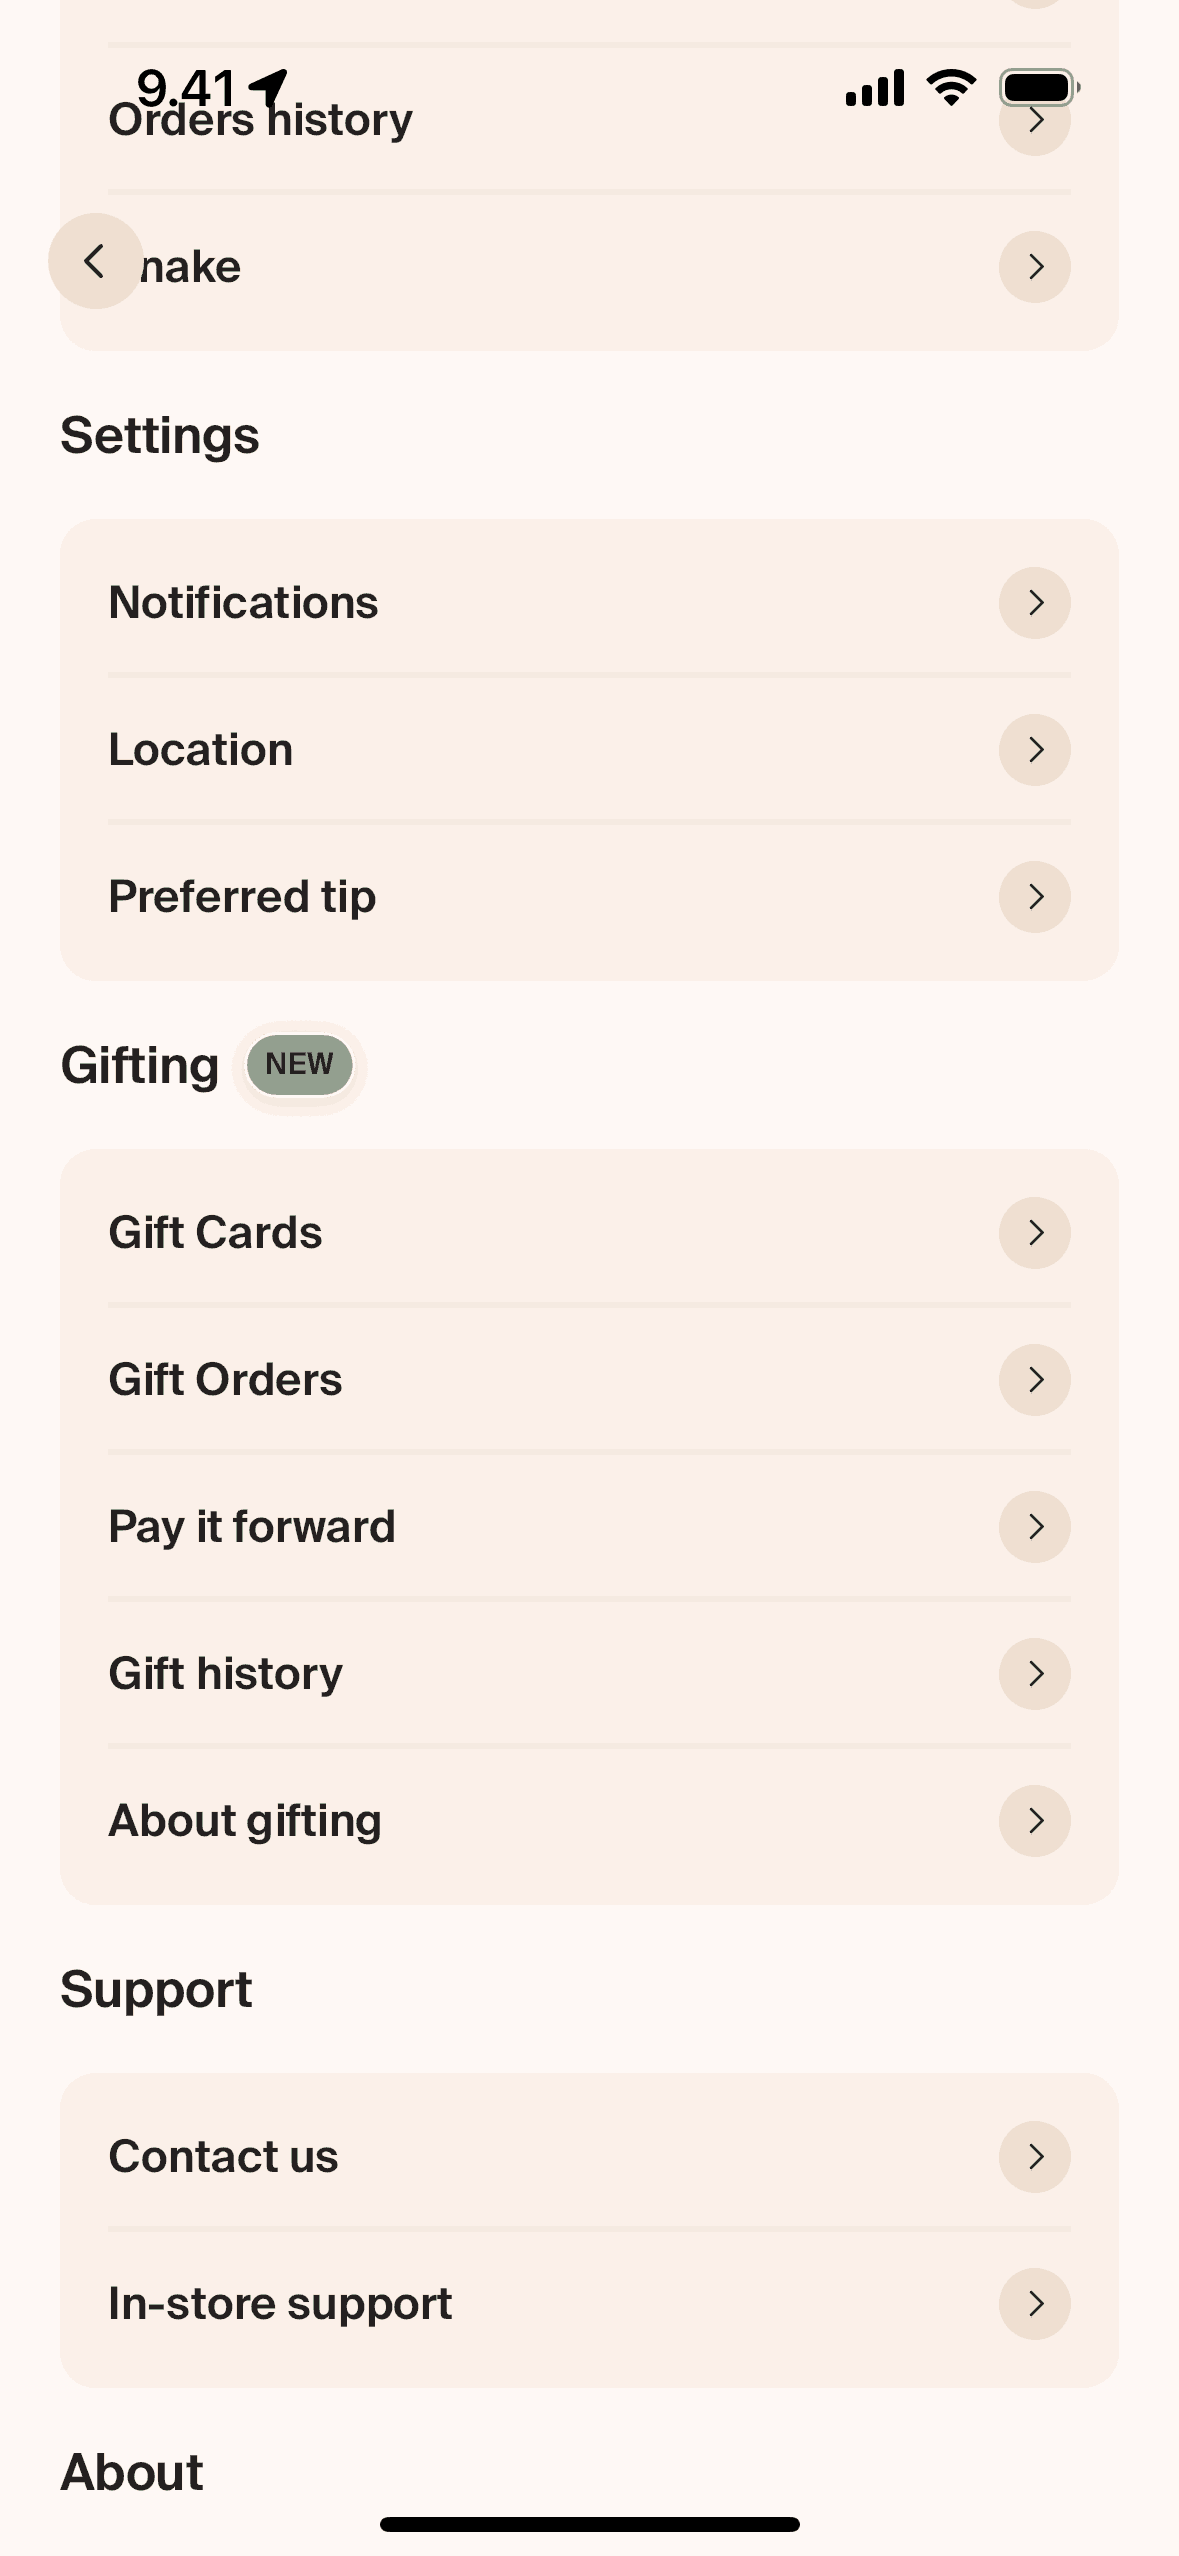 9.41
Orders history
Settings
Notifications
Location
Preferred tip
Gifting NEW
Gift Cards
Gift Orders
Pay it forward
Gift history
About gifting
Support
Contact us
In-store support
About